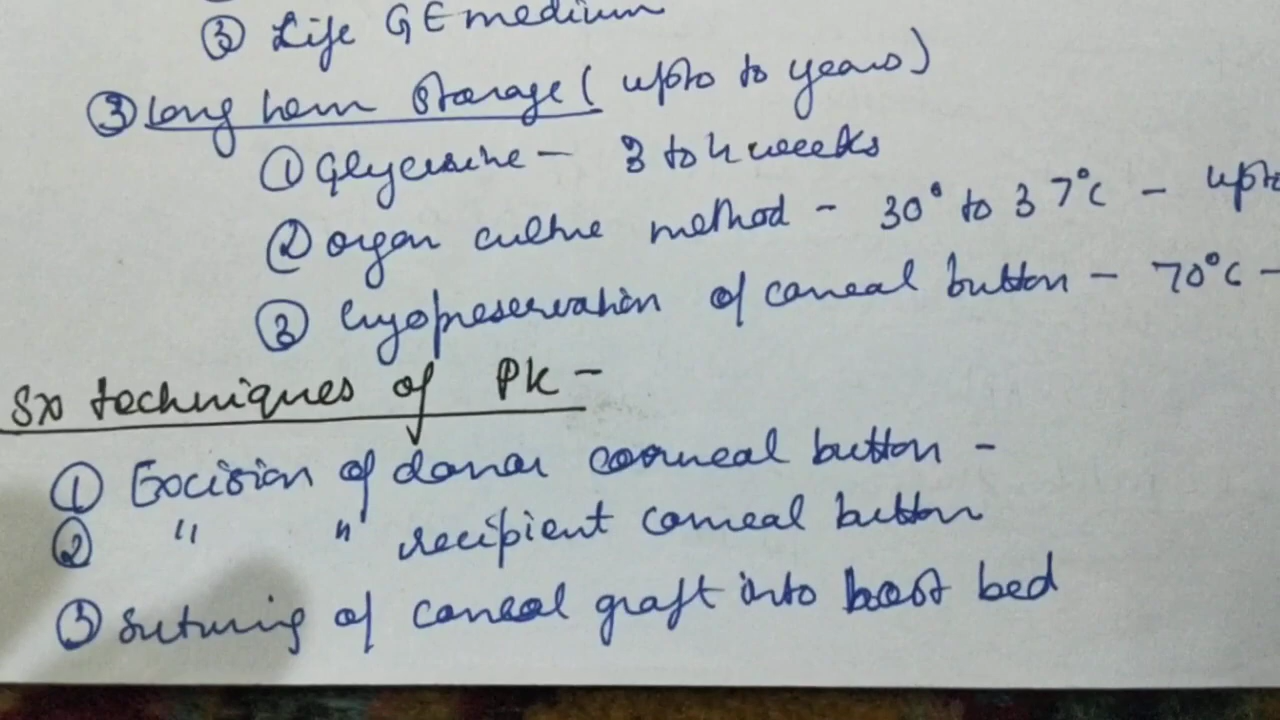 ③ Life GE medium
③ Long term Storage ( upto to years )
① Glycerine - 3 to 4 weeks
② organ culture method - 30° to 37°c - upto
③ Cryopreservation of corneal button - 70°c -
Sx techniques of PK -
① Excision of donor corneal button -
② " " recipient corneal button
③ Suturing of corneal graft into host bed